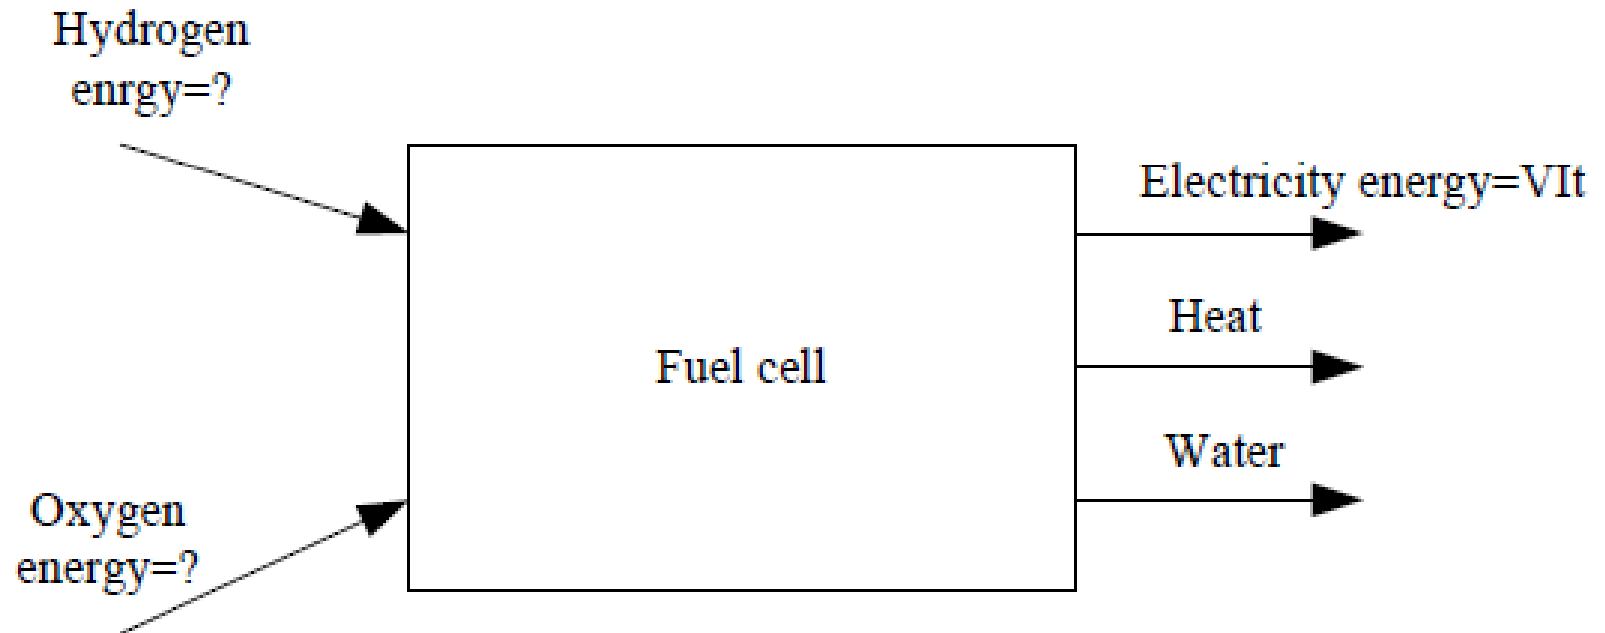 Hydrogen
enrgy=?
Electricity energy=VIt
Heat
Fuel cell
Water
Oxygen
energy=?